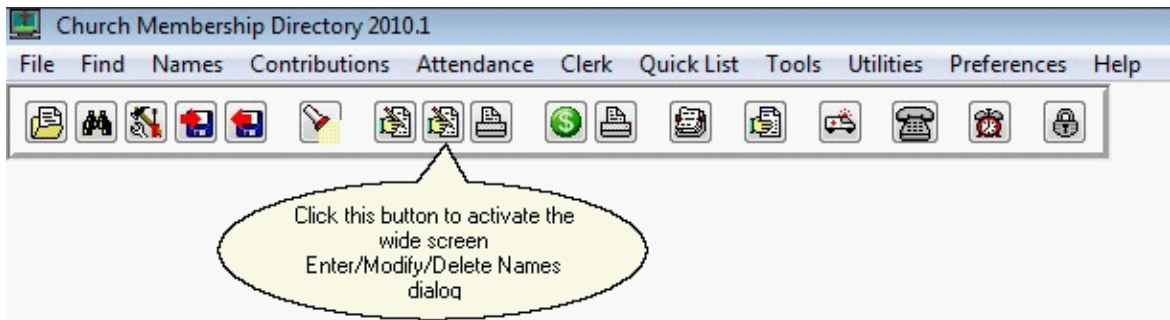 Church Membership Directory 2010.1
File Find Names Contributions Attendance Clerk Quick List Tools Utilities Preferences Help
Click this button to activate the
wide screen
Enter/Modify/Delete Names
dialog